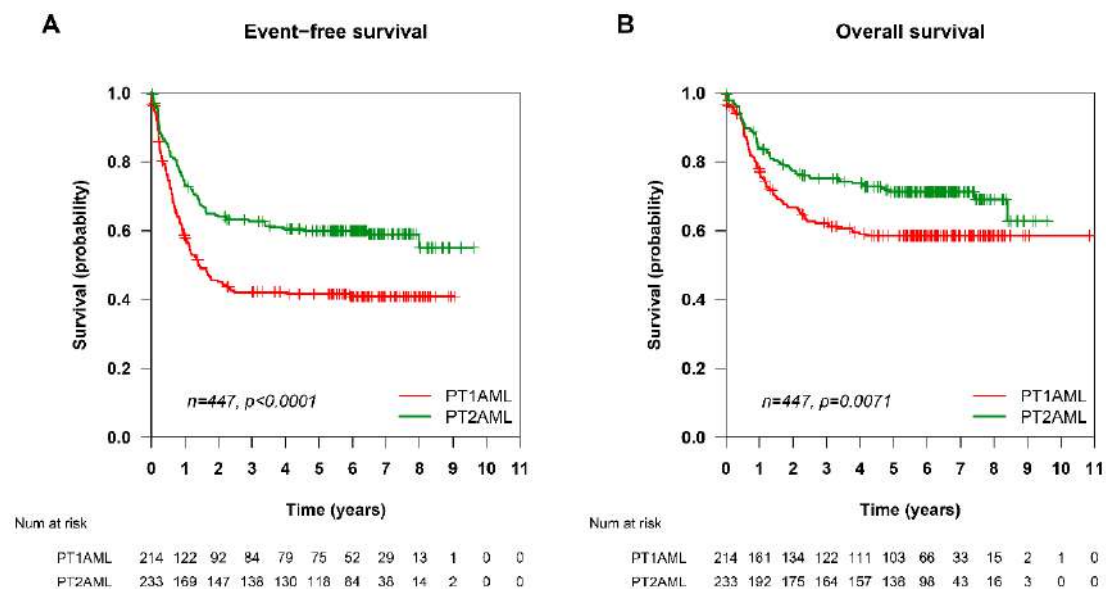 A Event-free survival
Survival (probability)
1.0
0.8
0.6
0.4
0.2
0.0
n=447, p<0.0001
PT1AML
PT2AML
0 1 2 3 4 5 6 7 8 9 10 11
Time (years)
Num at risk
PT1AML 214 122 92 84 79 75 52 29 13 1 0 0
PT2AML 233 169 147 138 130 118 84 38 14 2 0 0
B Overall survival
Survival (probability)
1.0
0.8
0.6
0.4
0.2
0.0
n=447, p=0.0071
PT1AML
PT2AML
0 1 2 3 4 5 6 7 8 9 10 11
Time (years)
Num at risk
PT1AML 214 161 134 122 111 103 66 33 15 2 1 0
PT2AML 233 192 175 164 157 138 98 43 16 3 0 0